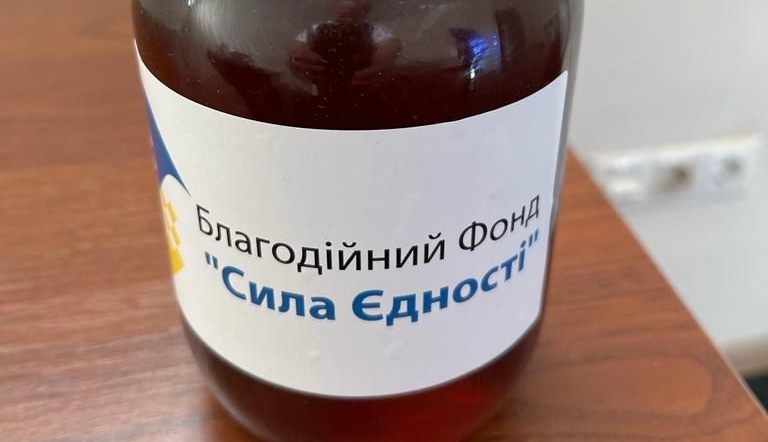 Благодійний Фонд
"Сила Єдності"